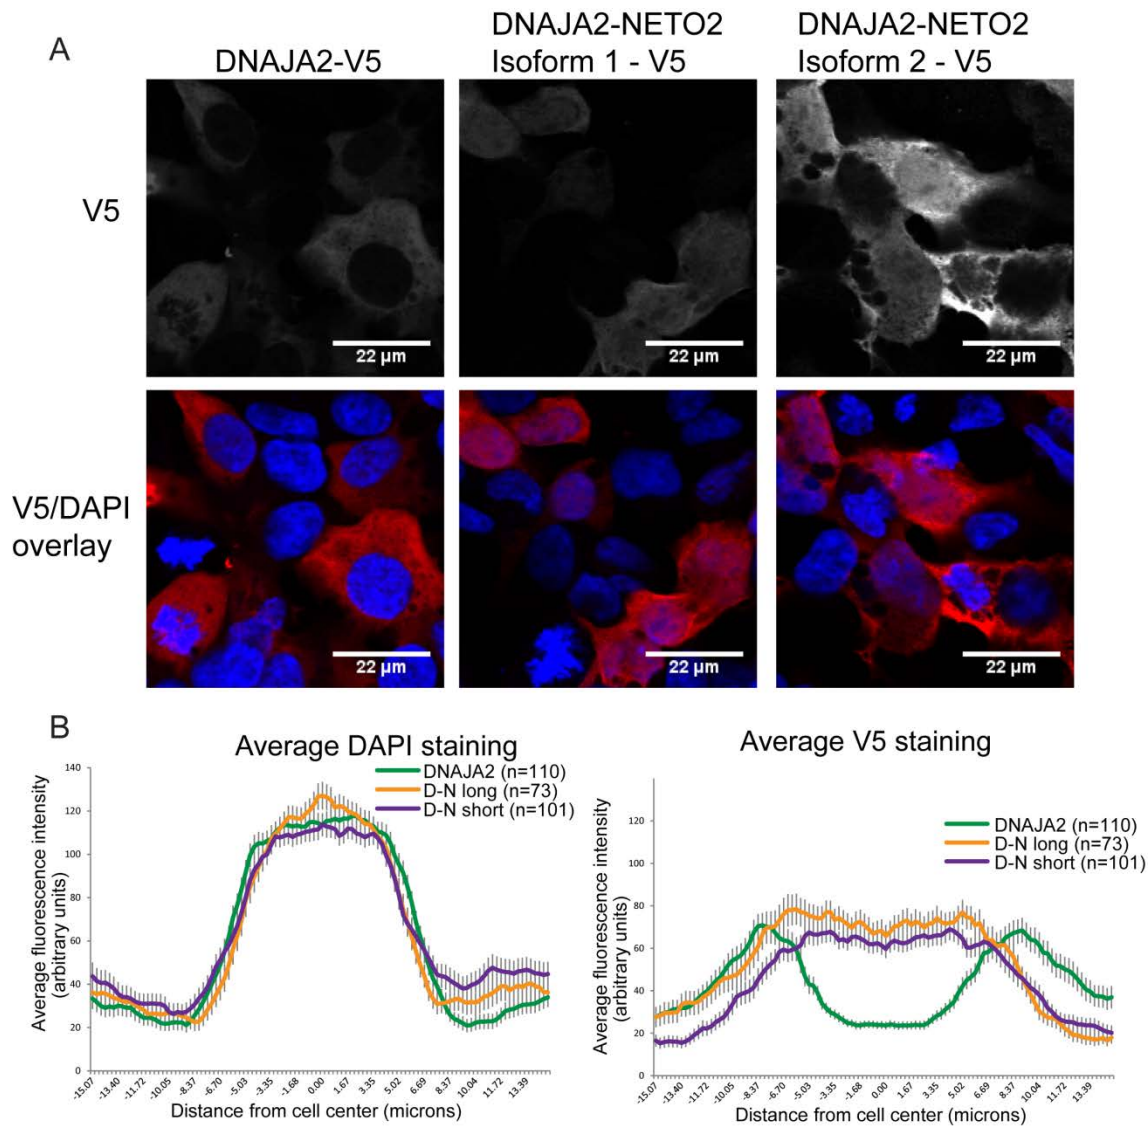 A
DNAJA2-V5
DNAJA2-NETO2
Isoform 1 - V5
DNAJA2-NETO2
Isoform 2 - V5
V5
22 µm
22 µm
22 µm
V5/DAPI
overlay
22 µm
22 µm
22 µm
B
Average DAPI staining
DNAJA2 (n=110)
D-N long (n=73)
D-N short (n=101)
Average fluorescence intensity
(arbitrary units)
140
120
100
80
60
40
20
0
-15.07 -13.40 -11.72 -10.05 -8.37 -6.70 -5.03 -3.35 -1.68 0.00 1.67 3.35 5.02 6.69 8.37 10.04 11.72 13.39
Distance from cell center (microns)
Average V5 staining
DNAJA2 (n=110)
D-N long (n=73)
D-N short (n=101)
Average fluorescence intensity
(arbitrary units)
120
100
80
60
40
20
0
-15.07 -13.40 -11.72 -10.05 -8.37 -6.70 -5.03 -3.35 -1.68 0.00 1.67 3.35 5.02 6.69 8.37 10.04 11.72 13.39
Distance from cell center (microns)